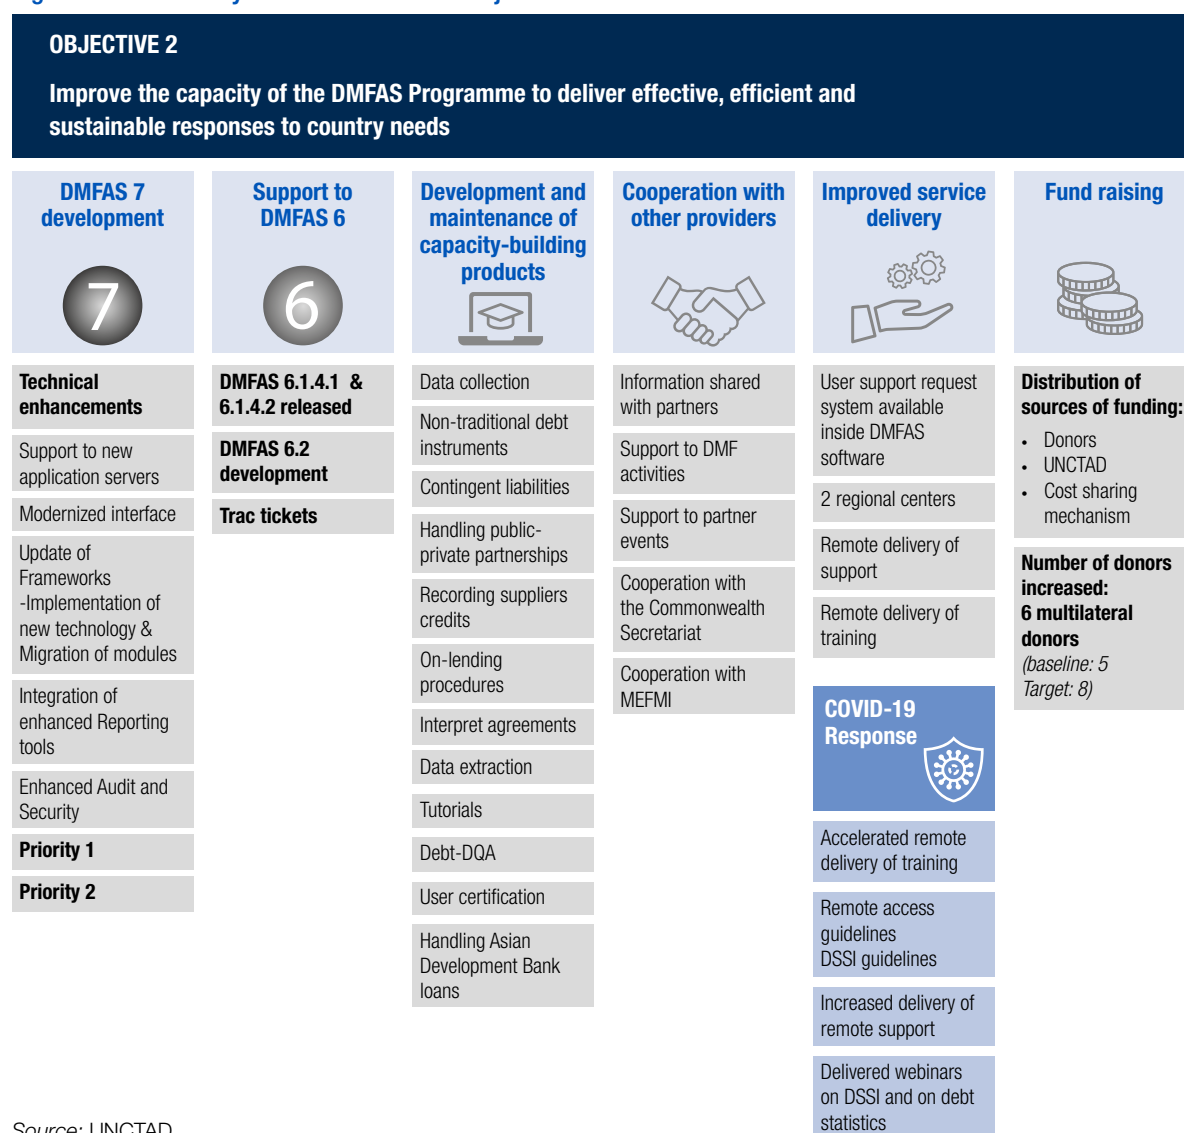 OBJECTIVE 2
Improve the capacity of the DMFAS Programme to deliver effective, efficient and
sustainable responses to country needs
DMFAS 7
development
7
Technical
enhancements
Support to new
application servers
Modernized interface
Update of
Frameworks
-Implementation of
new technology &
Migration of modules
Integration of
enhanced Reporting
tools
Enhanced Audit and
Security
Priority 1
Priority 2
Support to
DMFAS 6
6
DMFAS 6.1.4.1 &
6.1.4.2 released
DMFAS 6.2
development
Trac tickets
Development and
maintenance of
capacity-building
products
Data collection
Non-traditional debt
instruments
Contingent liabilities
Handling public-
private partnerships
Recording suppliers
credits
On-lending
procedures
Interpret agreements
Data extraction
Tutorials
Debt-DQA
User certification
Handling Asian
Development Bank
loans
Cooperation with
other providers
Information shared
with partners
Support to DMF
activities
Support to partner
events
Cooperation with
the Commonwealth
Secretariat
Cooperation with
MEFMI
Improved service
delivery
User support request
system available
inside DMFAS
software
2 regional centers
Remote delivery of
support
Remote delivery of
training
COVID-19
Response
Accelerated remote
delivery of training
Remote access
guidelines
DSSI guidelines
Increased delivery of
remote support
Delivered webinars
on DSSI and on debt
statistics
Fund raising
Distribution of
sources of funding:
• Donors
• UNCTAD
• Cost sharing
mechanism
Number of donors
increased:
6 multilateral
donors
(baseline: 5
Target: 8)
Source: UNCTAD